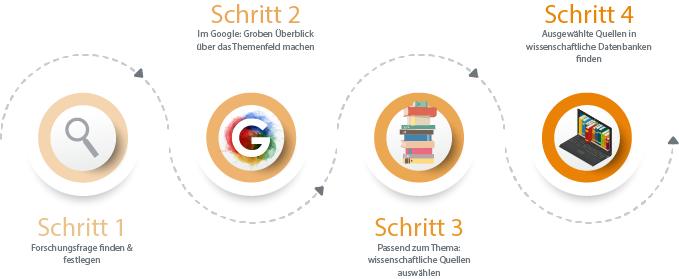 Schritt 1
Forschungsfrage finden &
festlegen
Schritt 2
Im Google: Groben Überblick
über das Themenfeld machen
G
Schritt 3
Passend zum Thema:
wissenschaftliche Quellen
auswählen
Schritt 4
Ausgewählte Quellen in
wissenschaftliche Datenbanken
finden